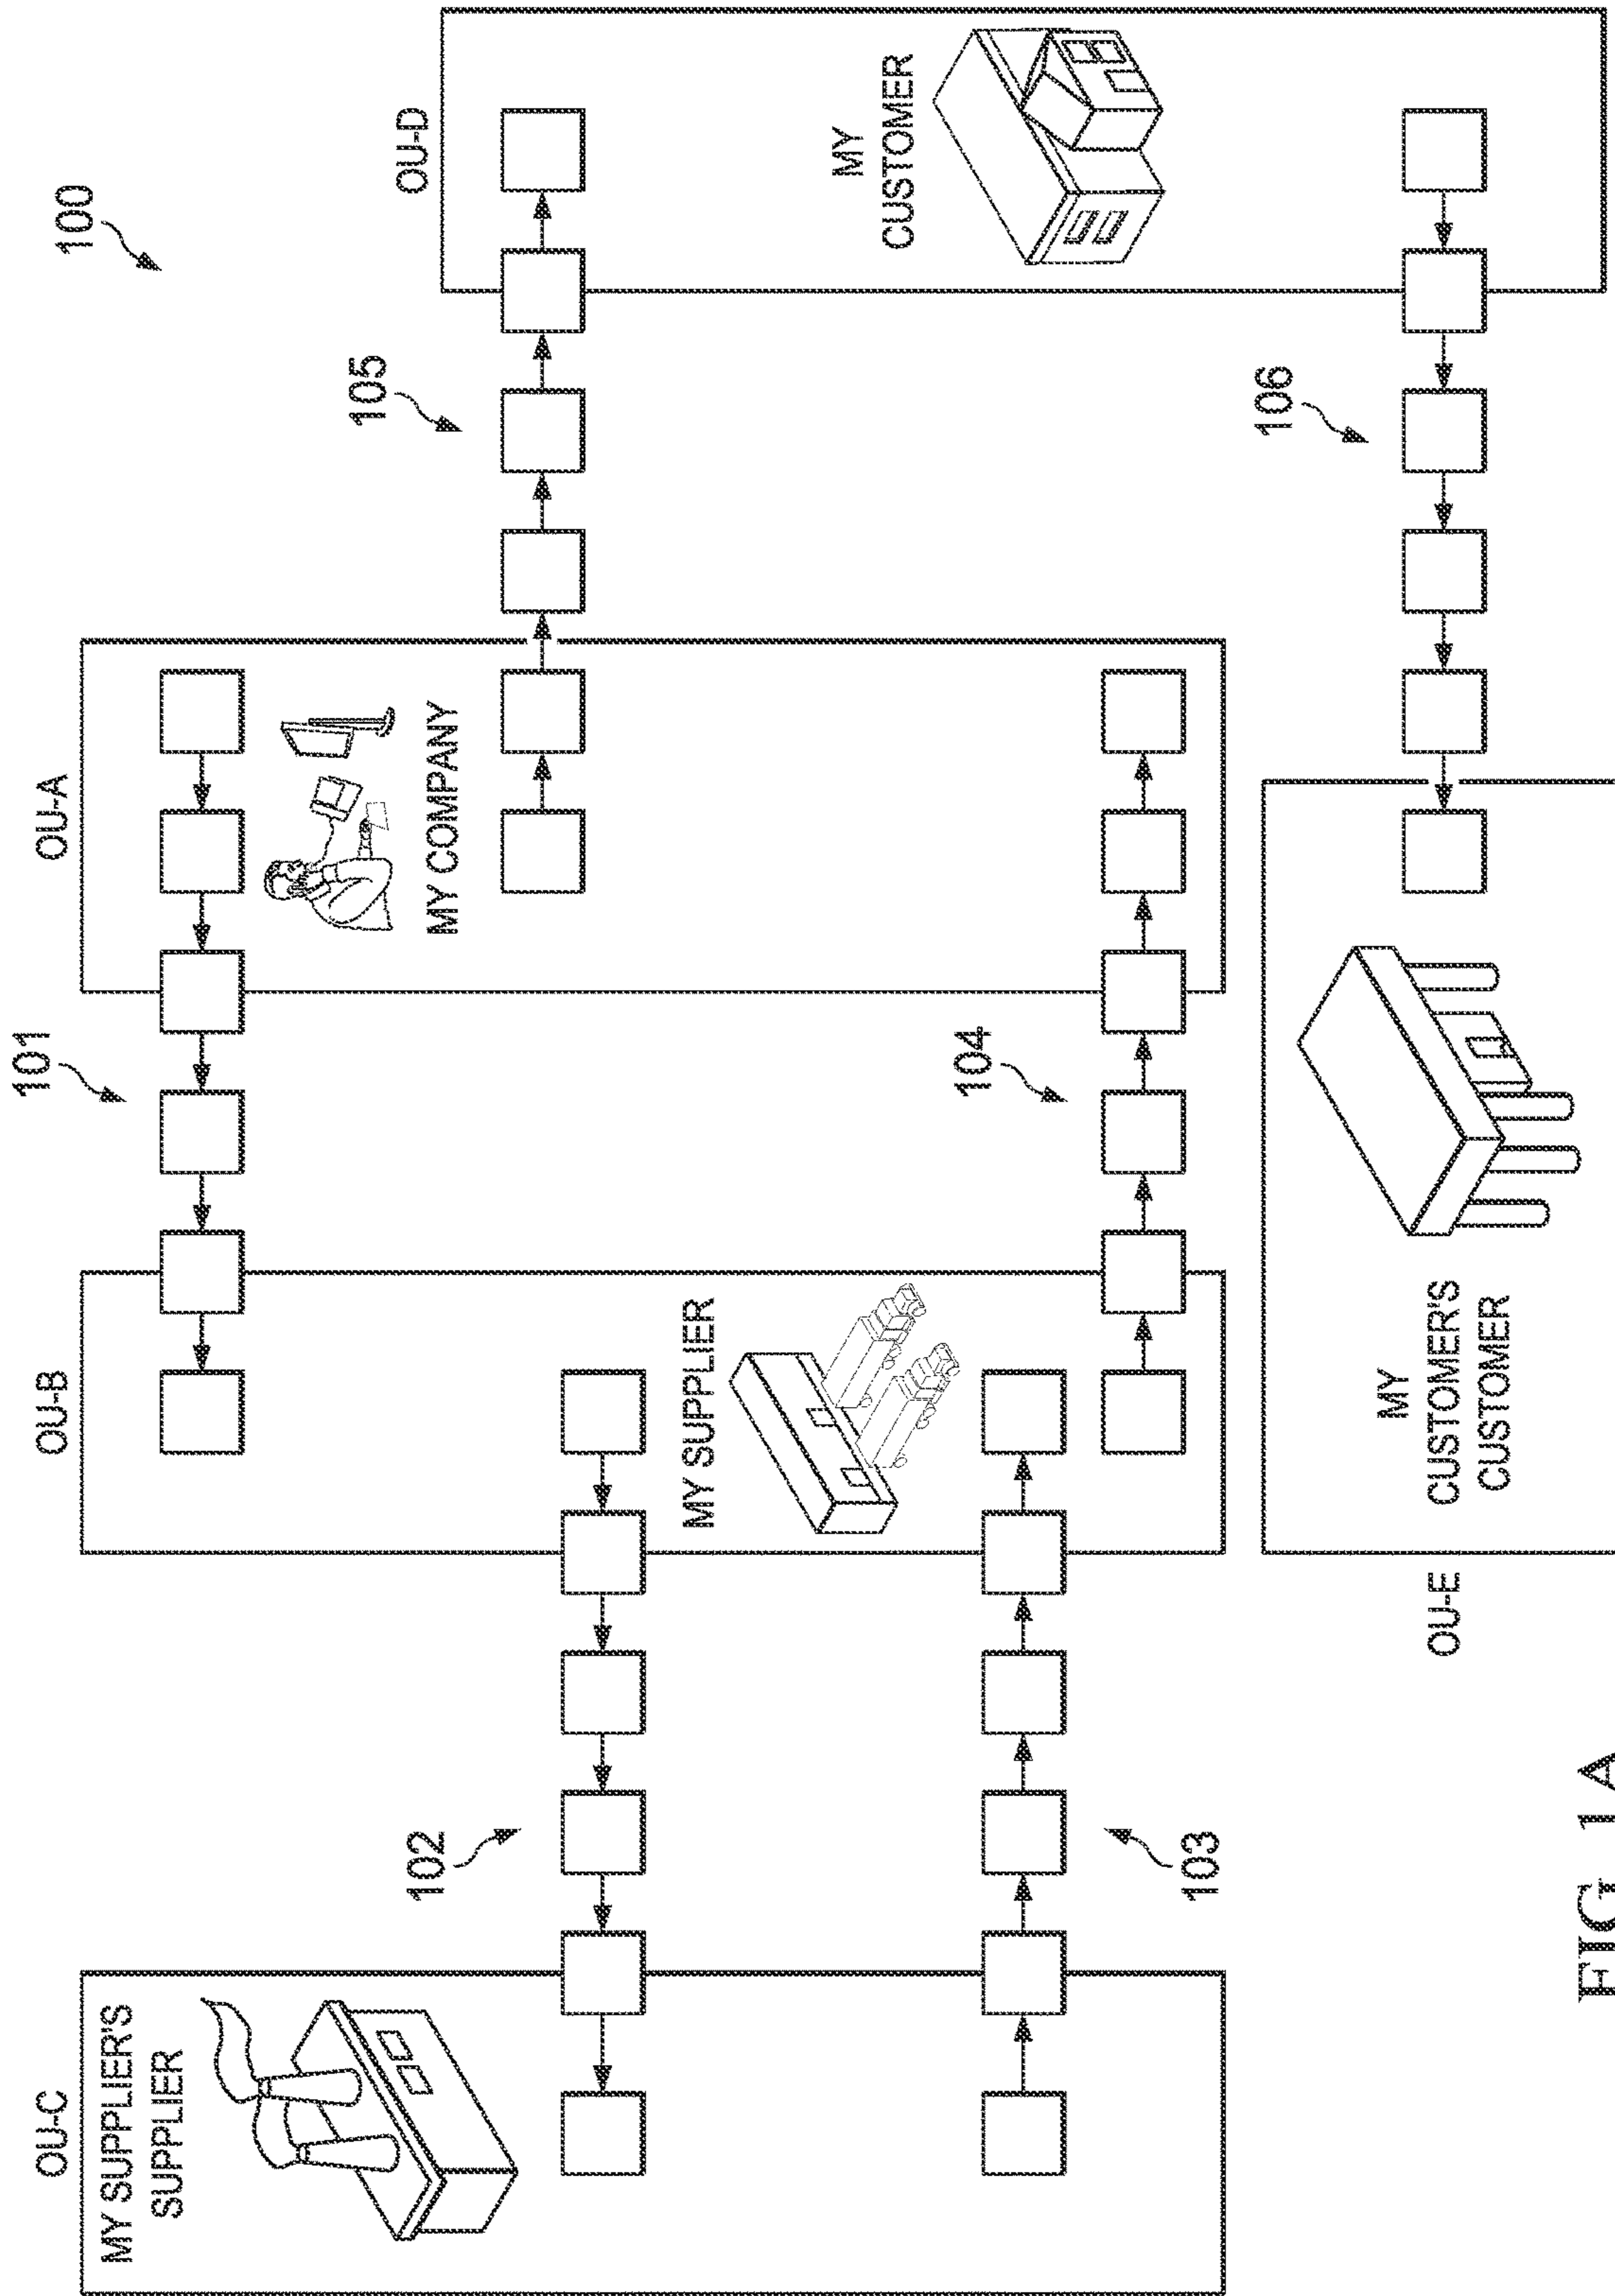 100
101
OU-C
OU-B
OU-A
MY SUPPLIER'S
SUPPLIER
MY COMPANY
105
OU-D
102
MY SUPPLIER
MY
CUSTOMER
103
104
106
OU-E
MY
CUSTOMER'S
CUSTOMER
FIG. 1A